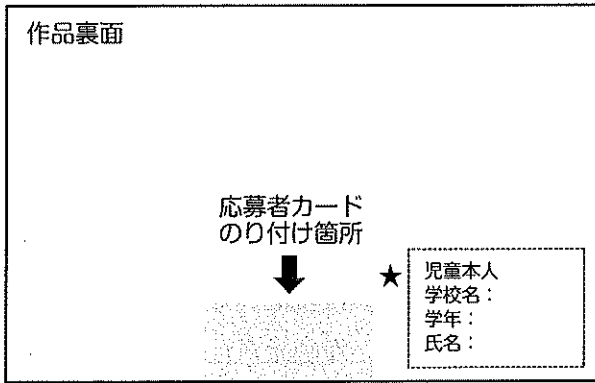 作品裏面
応募者カード
のり付け箇所
★
児童本人
学校名：
学年：
氏名：